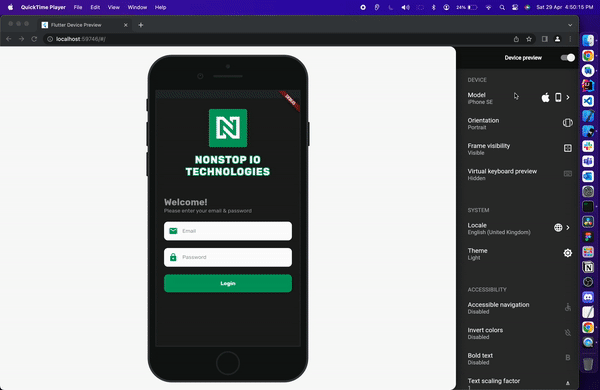 QuickTime Player File Edit View Window Help
24%
Sat 29 Apr 4:50:15 PM
Flutter Device Preview
localhost:59746/#/
Device preview
DEBUG
N
NONSTOP IO
TECHNOLOGIES
Welcome!
Please enter your email & password
Email
Password
Login
DEVICE
Model
iPhone SE
Orientation
Portrait
Frame visibility
Visible
Virtual keyboard preview
Hidden
SYSTEM
Locale
English (United Kingdom)
Theme
Light
ACCESSIBILITY
Accessible navigation
Disabled
Invert colors
Disabled
Bold text
Disabled
B
Text scaling factor
1